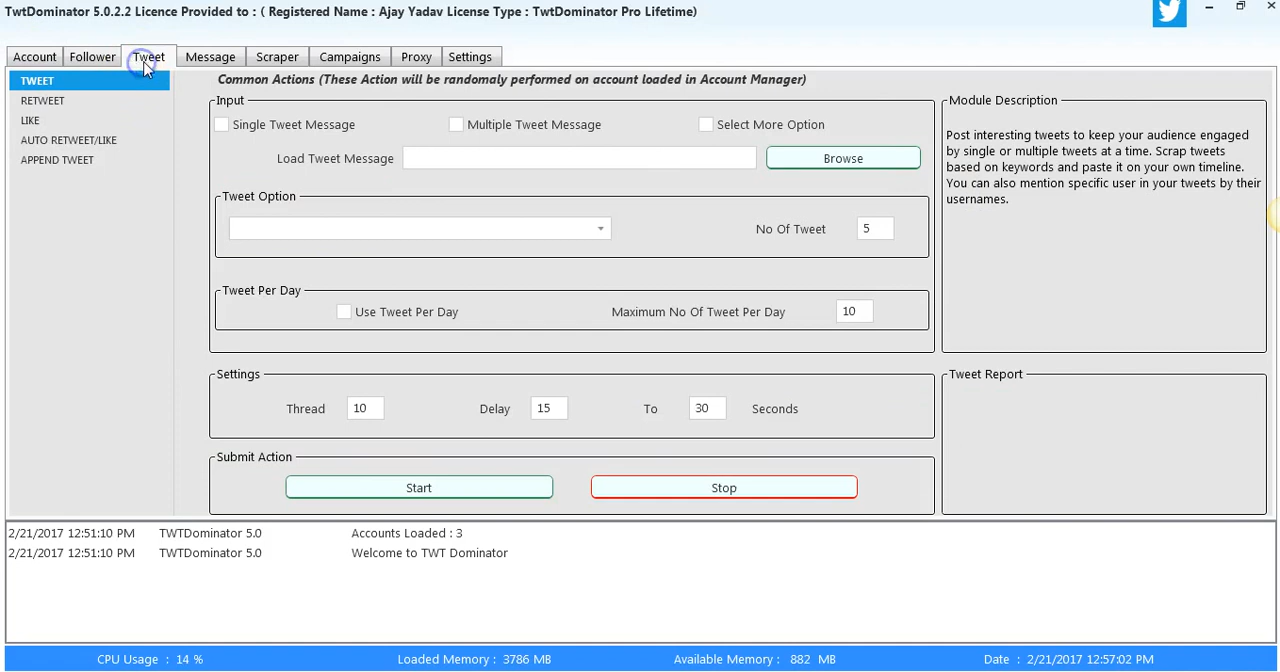 TwtDominator 5.0.2.2 Licence Provided to : ( Registered Name : Ajay Yadav License Type : TwtDominator Pro Lifetime)
Account Follower Tweet Message Scraper Campaigns Proxy Settings
TWEET
RETWEET
LIKE
AUTO RETWEET/LIKE
APPEND TWEET
Common Actions (These Action will be randomaly performed on account loaded in Account Manager)
Input
Single Tweet Message Multiple Tweet Message Select More Option
Load Tweet Message Browse
Tweet Option
No Of Tweet 5
Tweet Per Day
Use Tweet Per Day Maximum No Of Tweet Per Day 10
Settings
Thread 10 Delay 15 To 30 Seconds
Submit Action
Start Stop
Module Description
Post interesting tweets to keep your audience engaged
by single or multiple tweets at a time. Scrap tweets
based on keywords and paste it on your own timeline.
You can also mention specific user in your tweets by their
usernames.
Tweet Report
2/21/2017 12:51:10 PM TWTDominator 5.0 Accounts Loaded : 3
2/21/2017 12:51:10 PM TWTDominator 5.0 Welcome to TWT Dominator
CPU Usage : 14 % Loaded Memory : 3786 MB Available Memory : 882 MB Date : 2/21/2017 12:57:02 PM